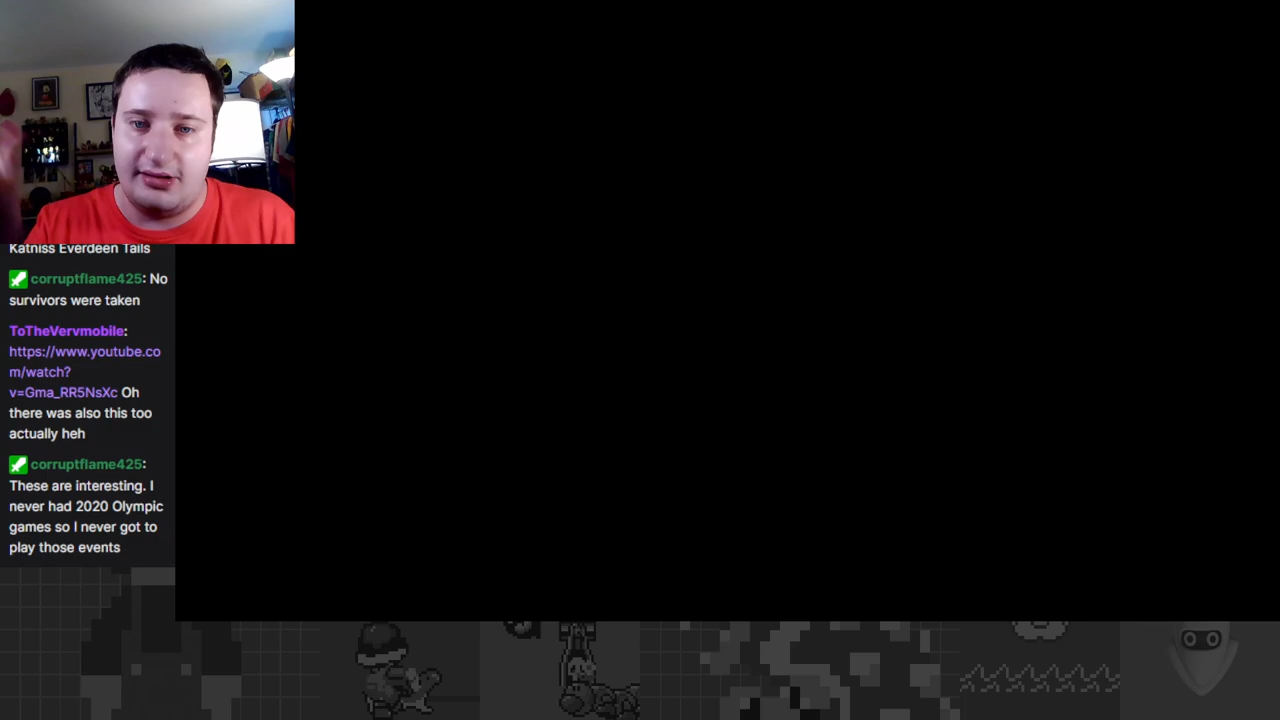 Katniss Everdeen Tails
corruptflame425: No
survivors were taken
ToTheVervmobile:
https://www.youtube.co
m/watch?
v=Gma_RR5NsXc Oh
there was also this too
actually heh
corruptflame425:
These are interesting. I
never had 2020 Olympic
games so I never got to
play those events